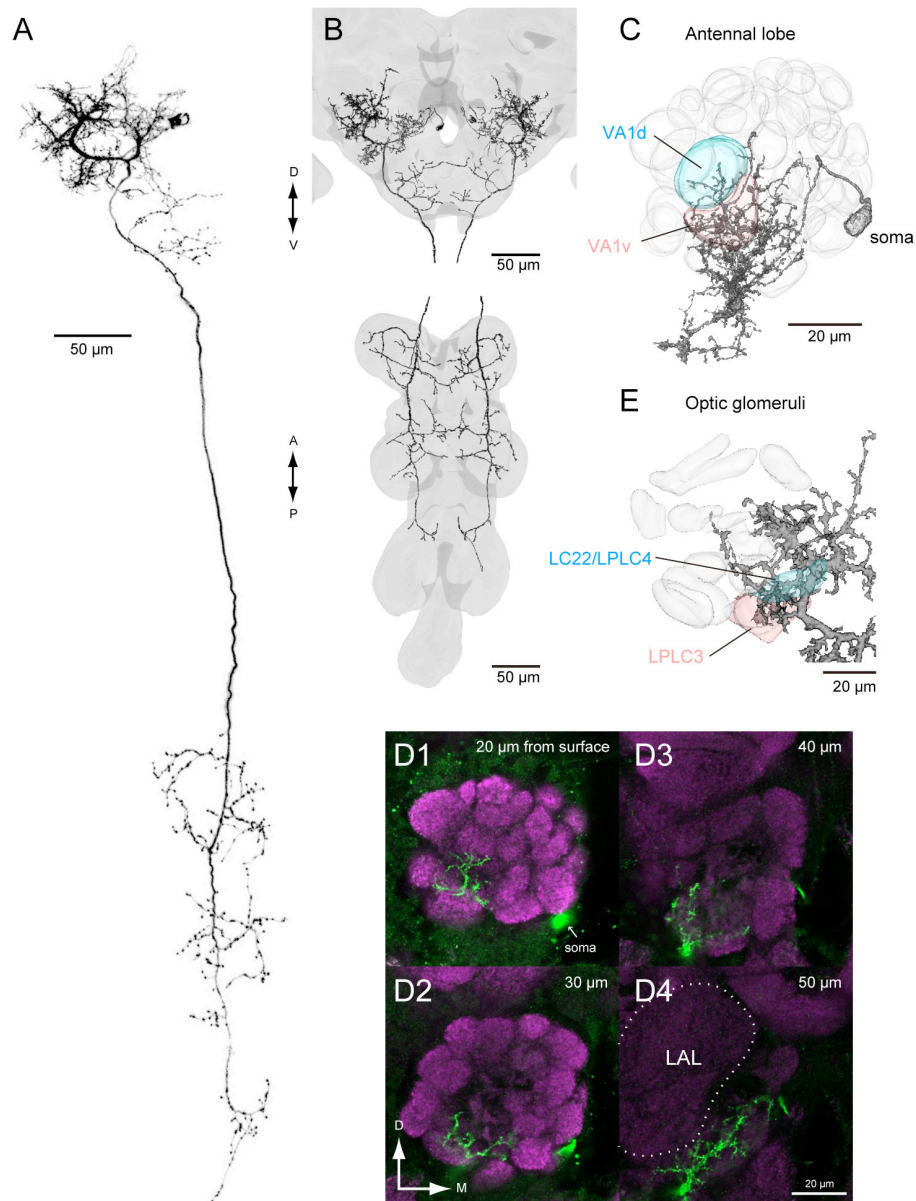 A
50 µm
B
D
V
50 µm
A
P
50 µm
C Antennal lobe
VA1d
VA1v
soma
20 µm
E Optic glomeruli
LC22/LPLC4
LPLC3
20 µm
D1
20 µm from surface
soma
D3
40 µm
D2
30 µm
D
M
D4
50 µm
LAL
20 µm